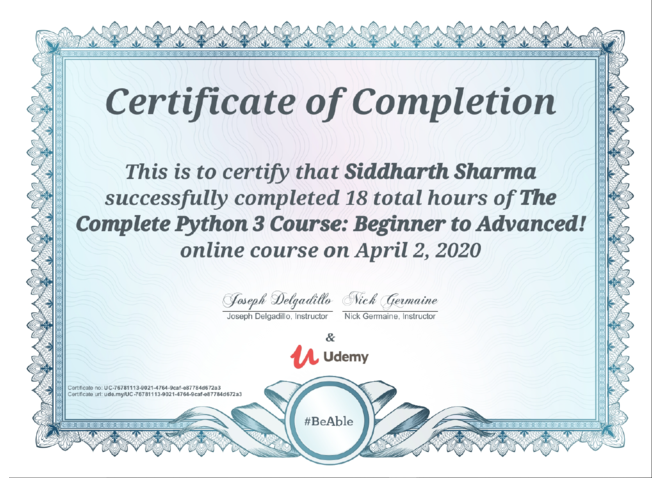 Certificate of Completion
This is to certify that Siddharth Sharma
successfully completed 18 total hours of The
Complete Python 3 Course: Beginner to Advanced!
online course on April 2, 2020
Joseph Delgadillo Nick Germaine
Joseph Delgadillo, Instructor Nick Germaine, Instructor
&
Udemy
Certificate no: UC-76781113-9921-4764-9caf-e87784d672a3
Certificate url: ude.my/UC-76781113-9921-4764-9caf-e87784d672a3
#BeAble